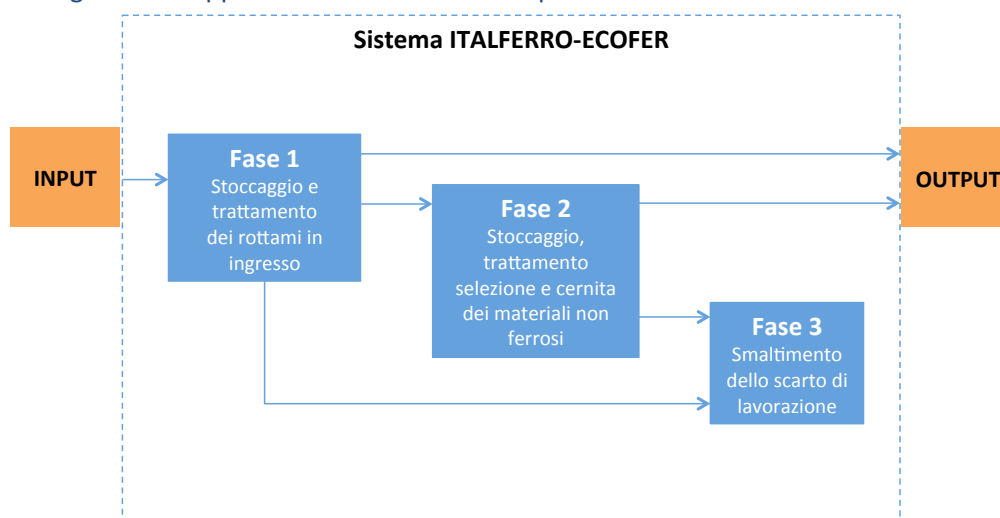 Sistema ITALFERRO-ECOFER
INPUT
Fase 1
Stoccaggio e
trattamento
dei rottami in
ingresso
Fase 2
Stoccaggio,
trattamento
selezione e cernita
dei materiali non
ferrosi
Fase 3
Smaltimento
dello scarto di
lavorazione
OUTPUT